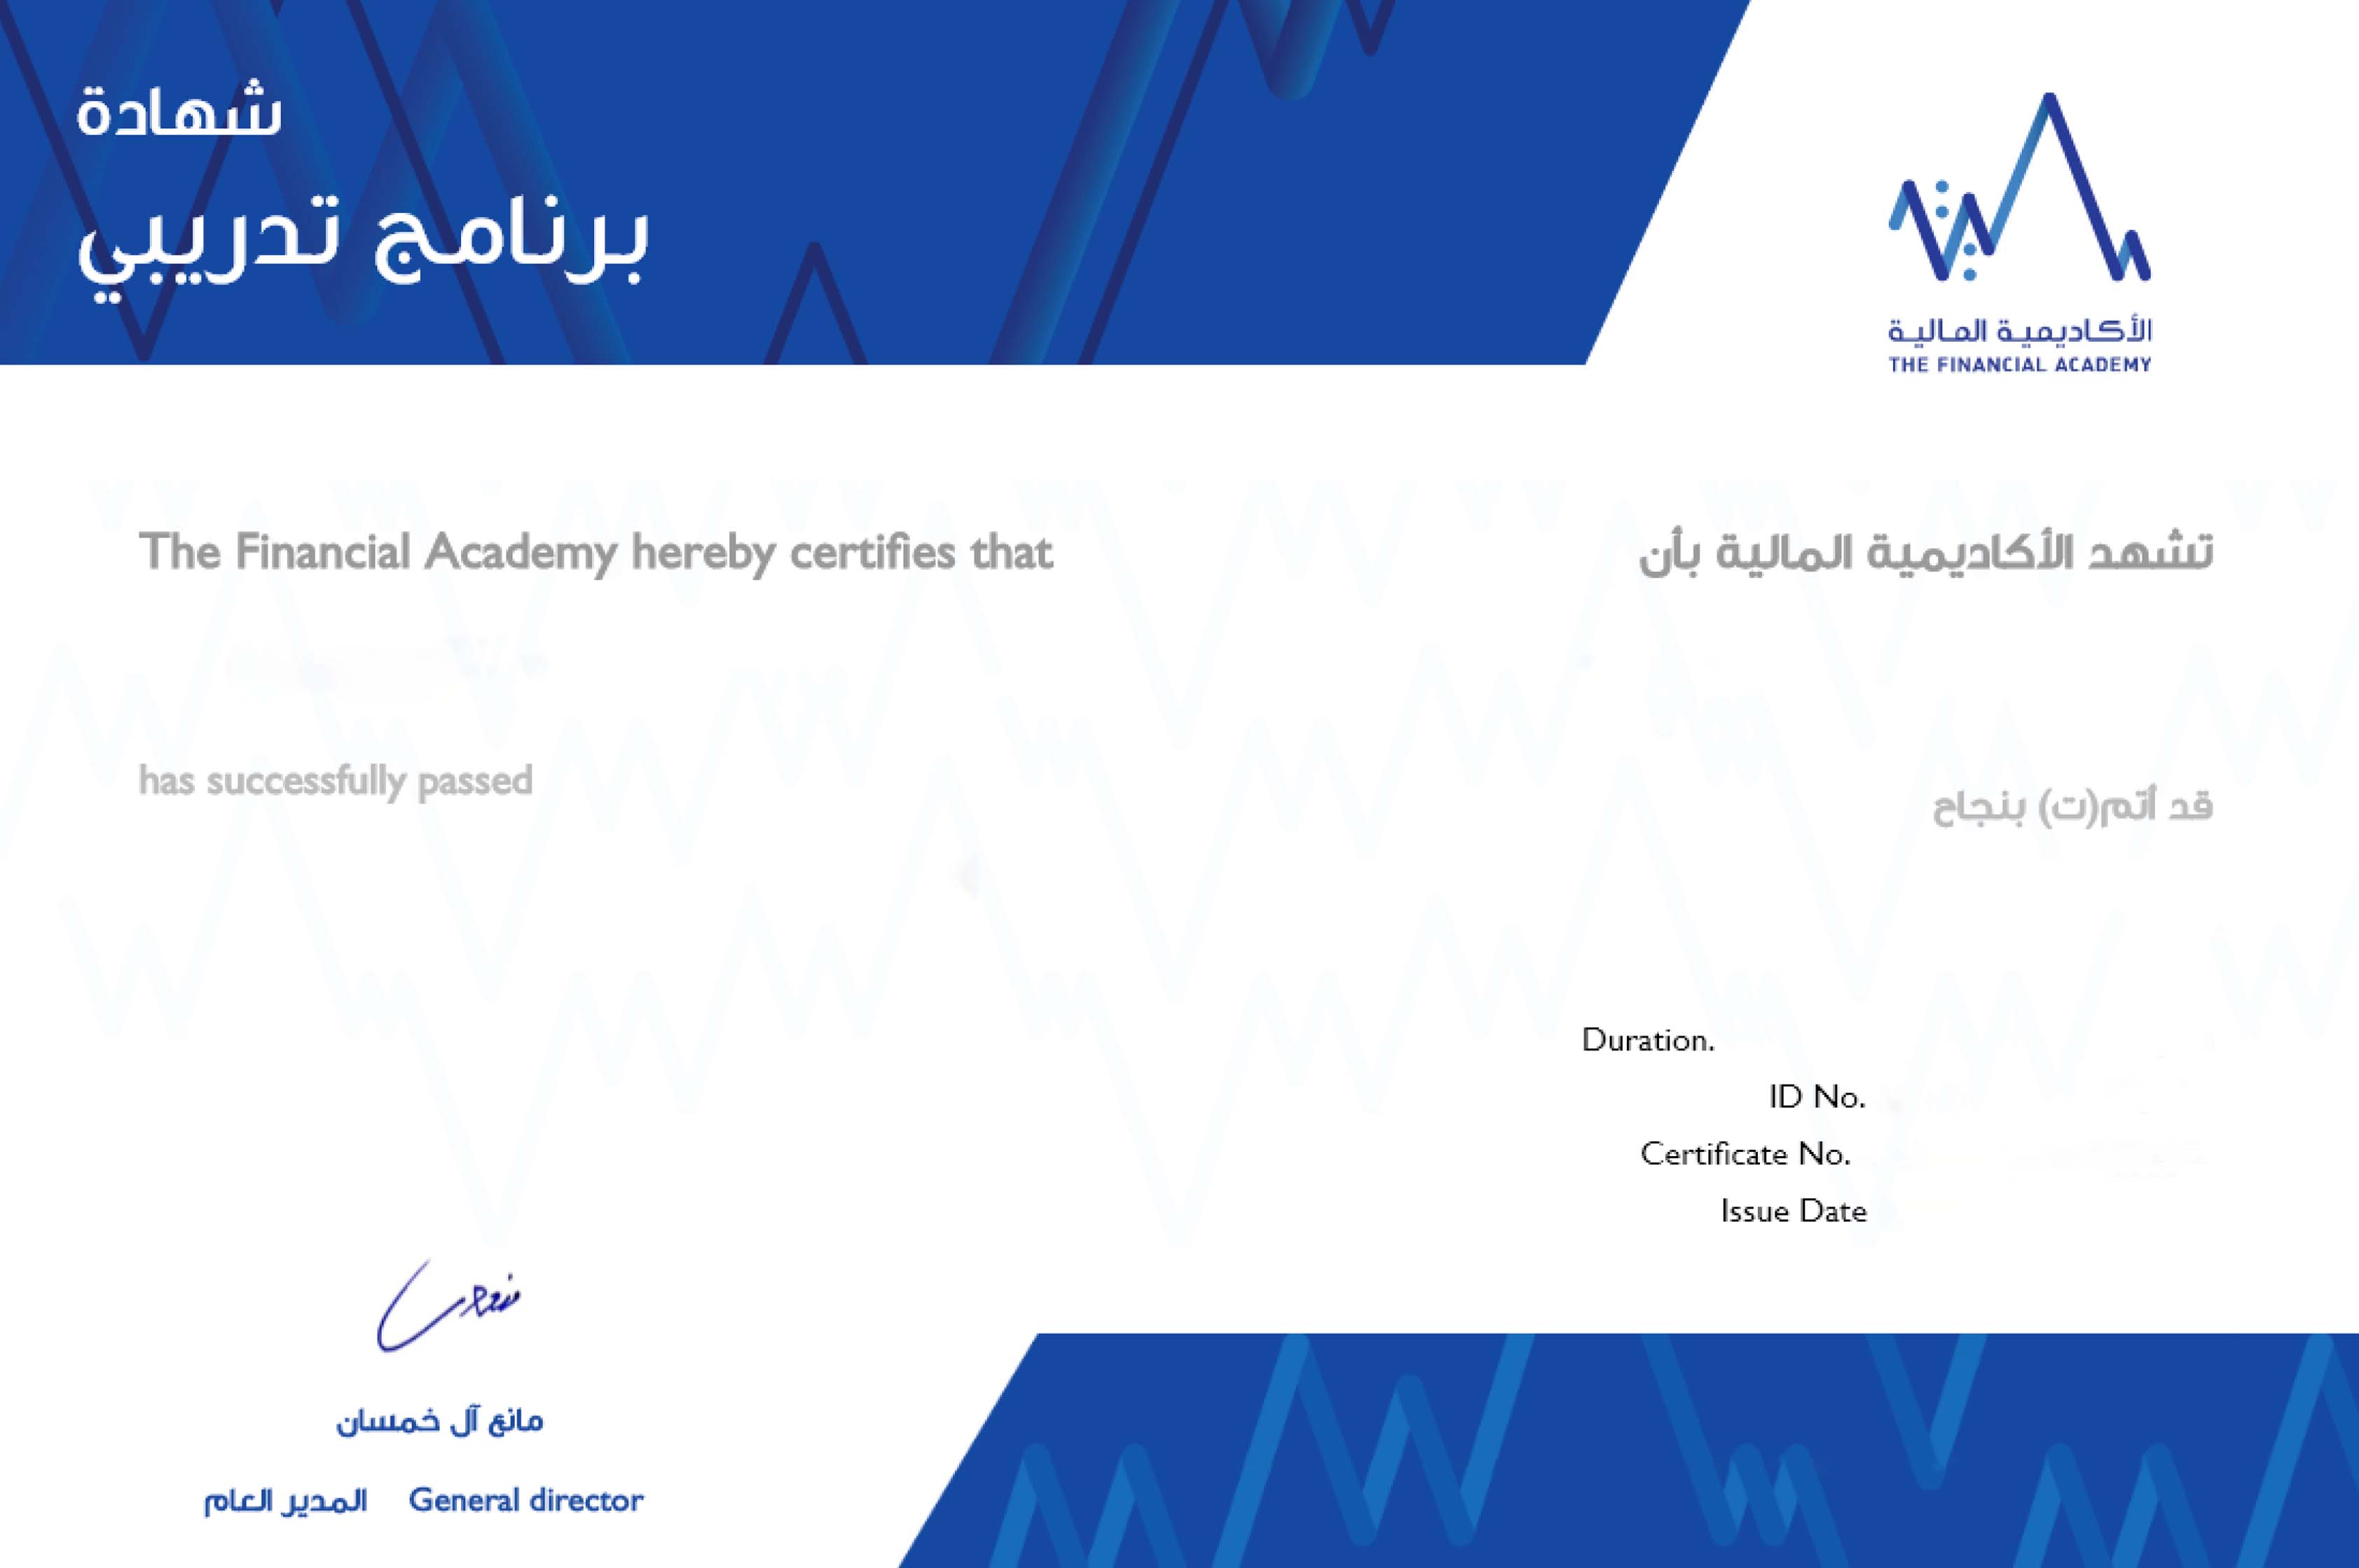 شهادة
برنامج تدريبي
الأكاديمية المالية
THE FINANCIAL ACADEMY
The Financial Academy hereby certifies that
تشهد الأكاديمية المالية بأن
has successfully passed
قد أتم(ت) بنجاح
Duration.
ID No.
Certificate No.
Issue Date
مانع آل خمسان
المدير العام General director